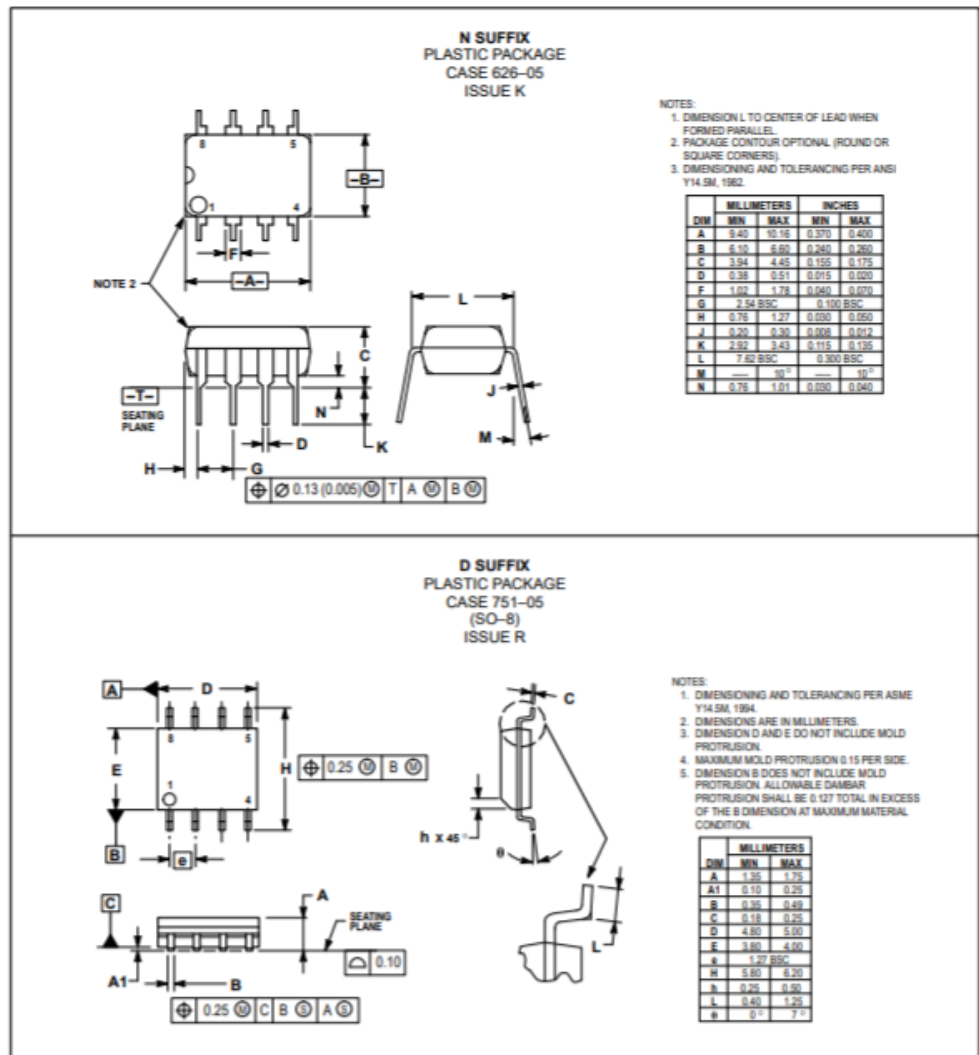 N SUFFIX
PLASTIC PACKAGE
CASE 626–05
ISSUE K
NOTES:
1. DIMENSION L TO CENTER OF LEAD WHEN
FORMED PARALLEL.
2. PACKAGE CONTOUR OPTIONAL (ROUND OR
SQUARE CORNERS).
3. DIMENSIONING AND TOLERANCING PER ANSI
Y14.5M, 1982.
8 5
–B–
1 4
F
NOTE 2
–A–
L
C
–T–
N
J
SEATING
PLANE
D
K
M
H G
⌖ ⌀ 0.13 (0.005) Ⓜ T A Ⓜ B Ⓜ
MILLIMETERS INCHES
DIM MIN MAX MIN MAX
A 9.40 10.16 0.370 0.400
B 6.10 6.60 0.240 0.260
C 3.94 4.45 0.155 0.175
D 0.38 0.51 0.015 0.020
F 1.02 1.78 0.040 0.070
G 2.54 BSC 0.100 BSC
H 0.76 1.27 0.030 0.050
J 0.20 0.30 0.008 0.012
K 2.92 3.43 0.115 0.135
L 7.62 BSC 0.300 BSC
M ––– 10° ––– 10°
N 0.76 1.01 0.030 0.040
D SUFFIX
PLASTIC PACKAGE
CASE 751–05
(SO–8)
ISSUE R
NOTES:
1. DIMENSIONING AND TOLERANCING PER ASME
Y14.5M, 1994.
2. DIMENSIONS ARE IN MILLIMETERS.
3. DIMENSION D AND E DO NOT INCLUDE MOLD
PROTRUSION.
4. MAXIMUM MOLD PROTRUSION 0.15 PER SIDE.
5. DIMENSION B DOES NOT INCLUDE MOLD
PROTRUSION. ALLOWABLE DAMBAR
PROTRUSION SHALL BE 0.127 TOTAL IN EXCESS
OF THE B DIMENSION AT MAXIMUM MATERIAL
CONDITION.
A D
C
8 5
E
H
⌖ 0.25 Ⓜ B Ⓜ
1
4
h x 45°
θ
B
e
C
A
SEATING
PLANE
L
⌓ 0.10
A1
B
⌖ 0.25 Ⓜ C B Ⓢ A Ⓢ
MILLIMETERS
DIM MIN MAX
A 1.35 1.75
A1 0.10 0.25
B 0.35 0.49
C 0.18 0.25
D 4.80 5.00
E 3.80 4.00
e 1.27 BSC
H 5.80 6.20
h 0.25 0.50
L 0.40 1.25
θ 0° 7°